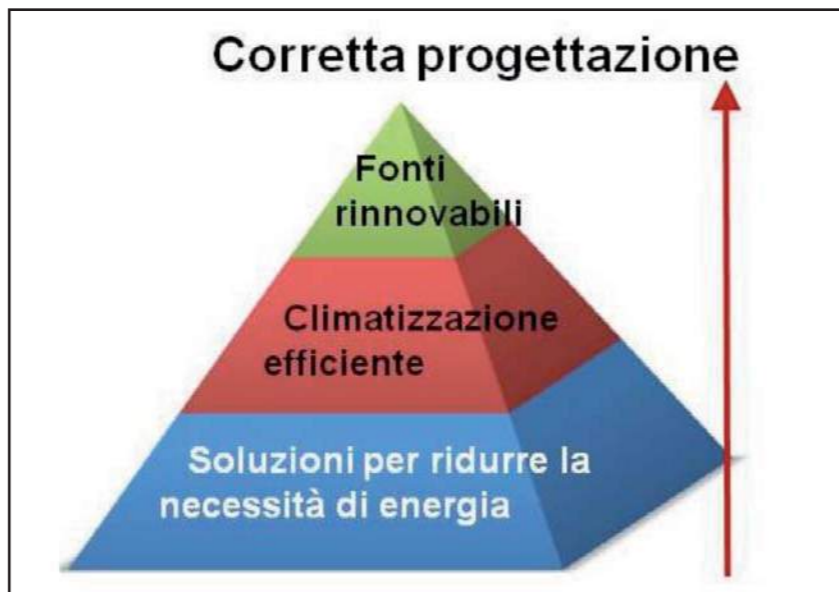 Corretta progettazione
Fonti
rinnovabili
Climatizzazione
efficiente
Soluzioni per ridurre la
necessità di energia